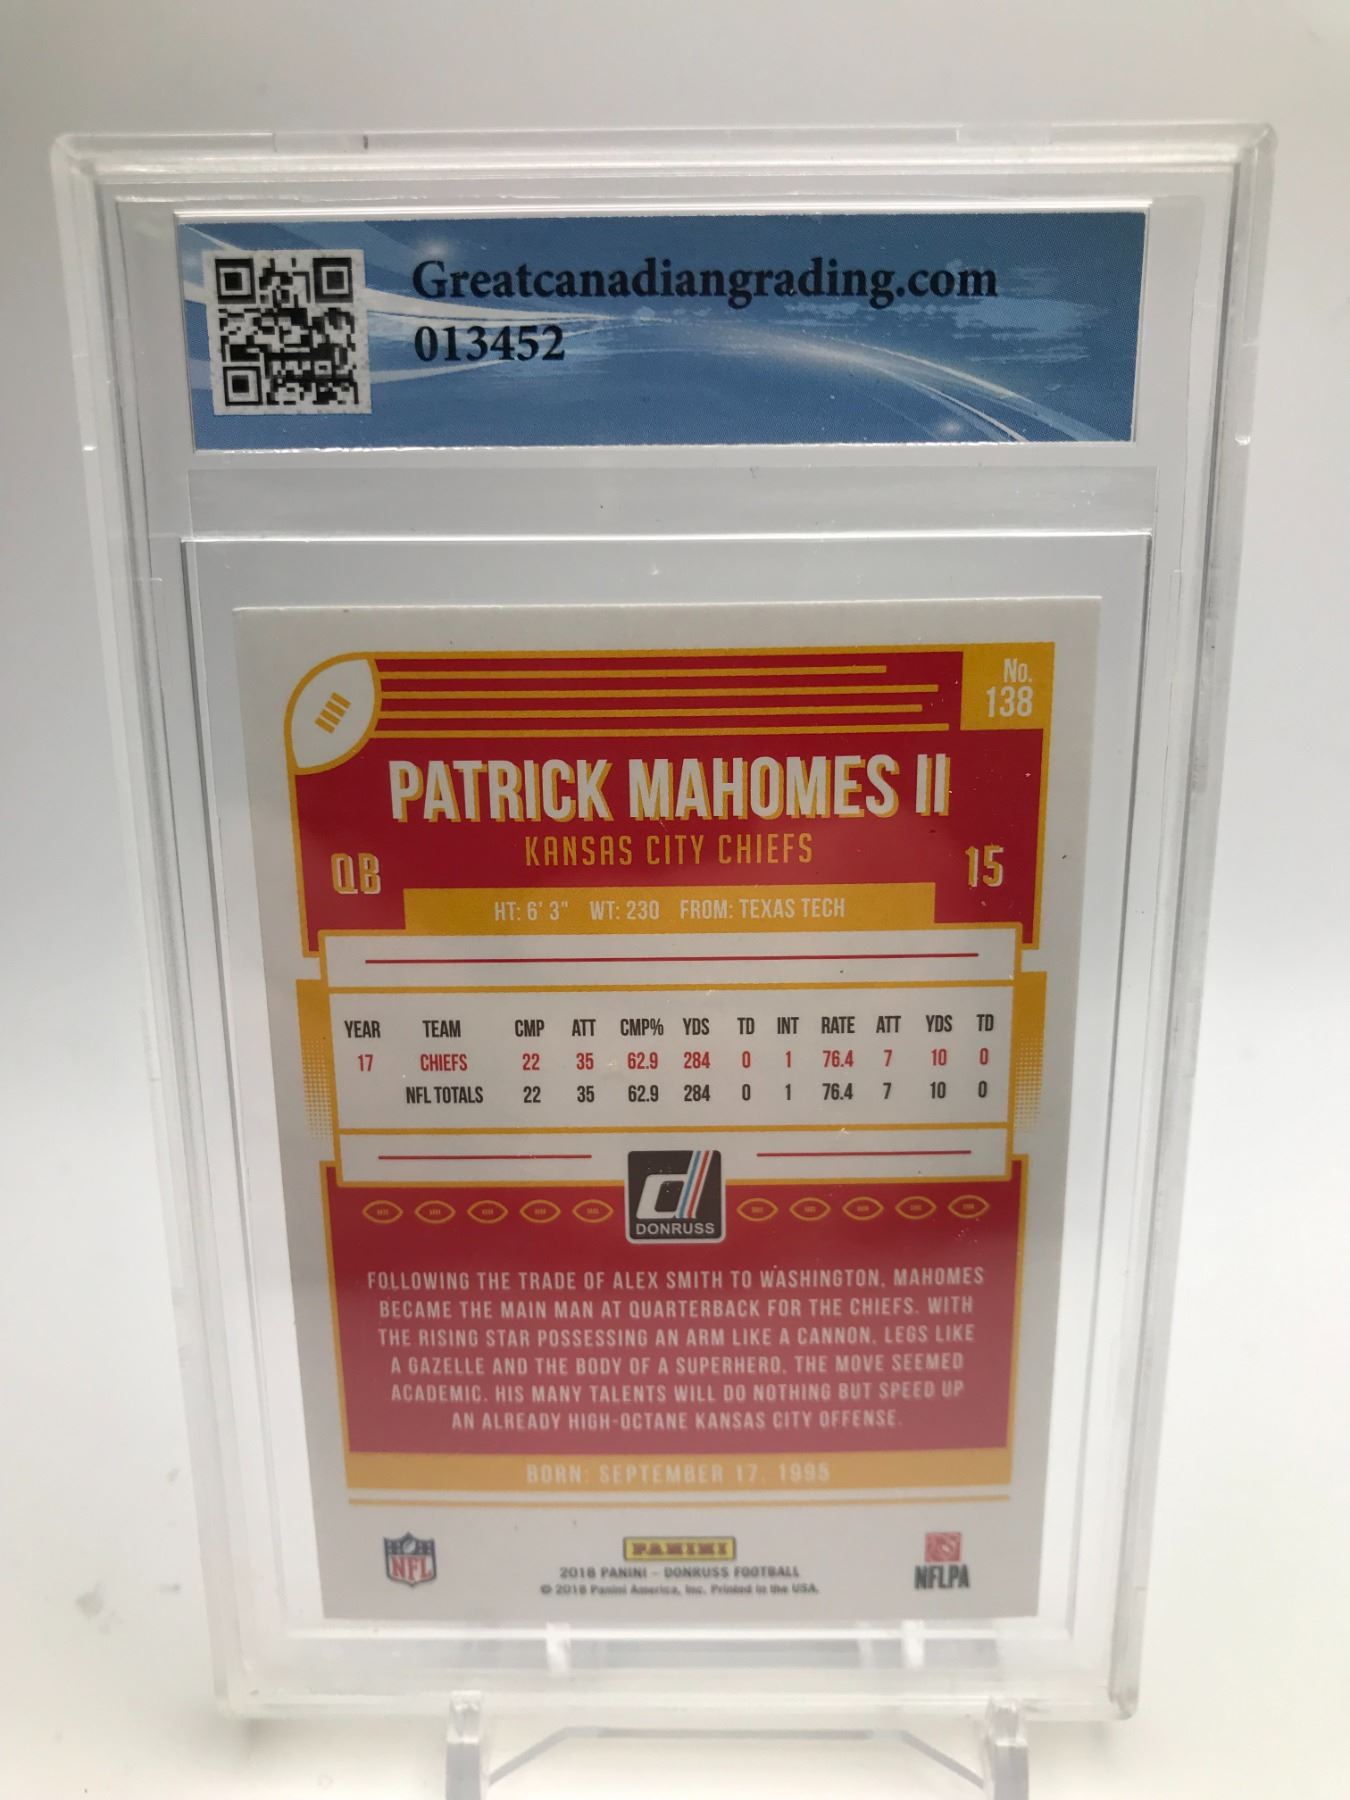 Greatcanadiangrading.com
013452
No.
138
PATRICK MAHOMES II
KANSAS CITY CHIEFS
QB
15
HT: 6' 3" WT: 230 FROM: TEXAS TECH
YEAR TEAM CMP ATT CMP% YDS TD INT RATE ATT YDS TD
17 CHIEFS 22 35 62.9 284 0 1 76.4 7 10 0
NFL TOTALS 22 35 62.9 284 0 1 76.4 7 10 0
d
DONRUSS
FOLLOWING THE TRADE OF ALEX SMITH TO WASHINGTON, MAHOMES
BECAME THE MAIN MAN AT QUARTERBACK FOR THE CHIEFS. WITH
THE RISING STAR POSSESSING AN ARM LIKE A CANNON, LEGS LIKE
A GAZELLE AND THE BODY OF A SUPERHERO, THE MOVE SEEMED
ACADEMIC. HIS MANY TALENTS WILL DO NOTHING BUT SPEED UP
AN ALREADY HIGH-OCTANE KANSAS CITY OFFENSE.
BORN: SEPTEMBER 17, 1995
NFL
PANINI
2018 PANINI – DONRUSS FOOTBALL
© 2018 Panini America, Inc. Printed in the USA.
NFLPA